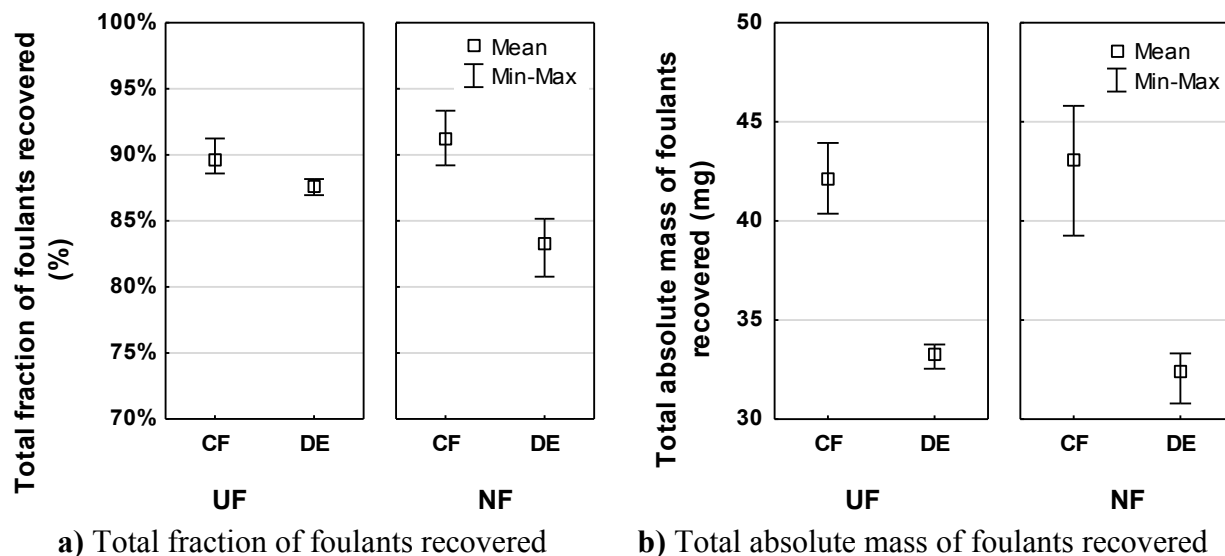 Total fraction of foulants recovered
(%)
100%
95%
90%
85%
80%
75%
70%
Mean
Min-Max
CF DE CF DE
UF NF
a) Total fraction of foulants recovered
Total absolute mass of foulants
recovered (mg)
50
45
40
35
30
Mean
Min-Max
CF DE CF DE
UF NF
b) Total absolute mass of foulants recovered